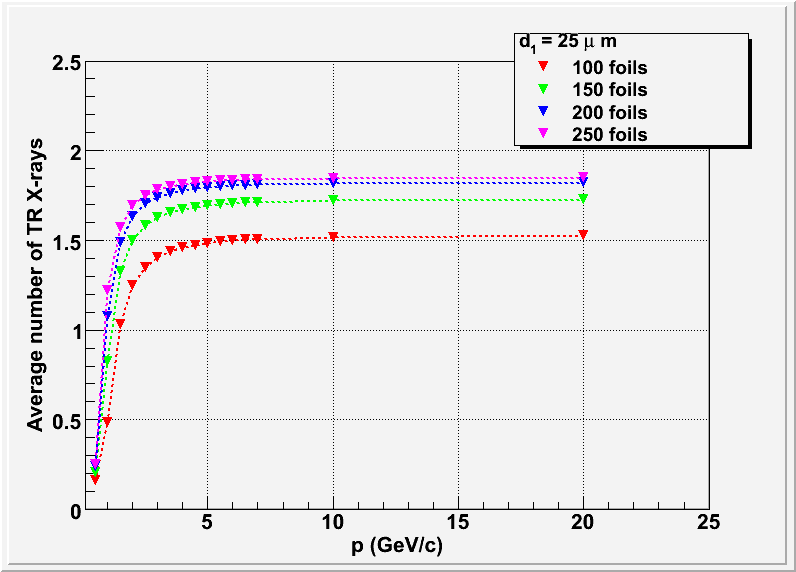 d1 = 25 μ m
100 foils
150 foils
200 foils
250 foils
2.5
2
1.5
1
0.5
0
Average number of TR X-rays
5 10 15 20 25
p (GeV/c)